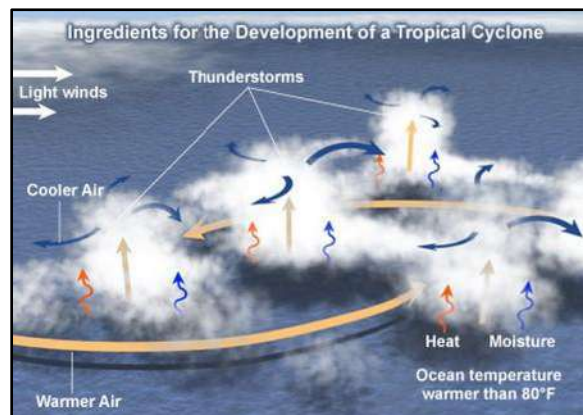 Ingredients for the Development of a Tropical Cyclone
Thunderstorms
Light winds
Cooler Air
Heat
Moisture
Warmer Air
Ocean temperature
warmer than 80°F